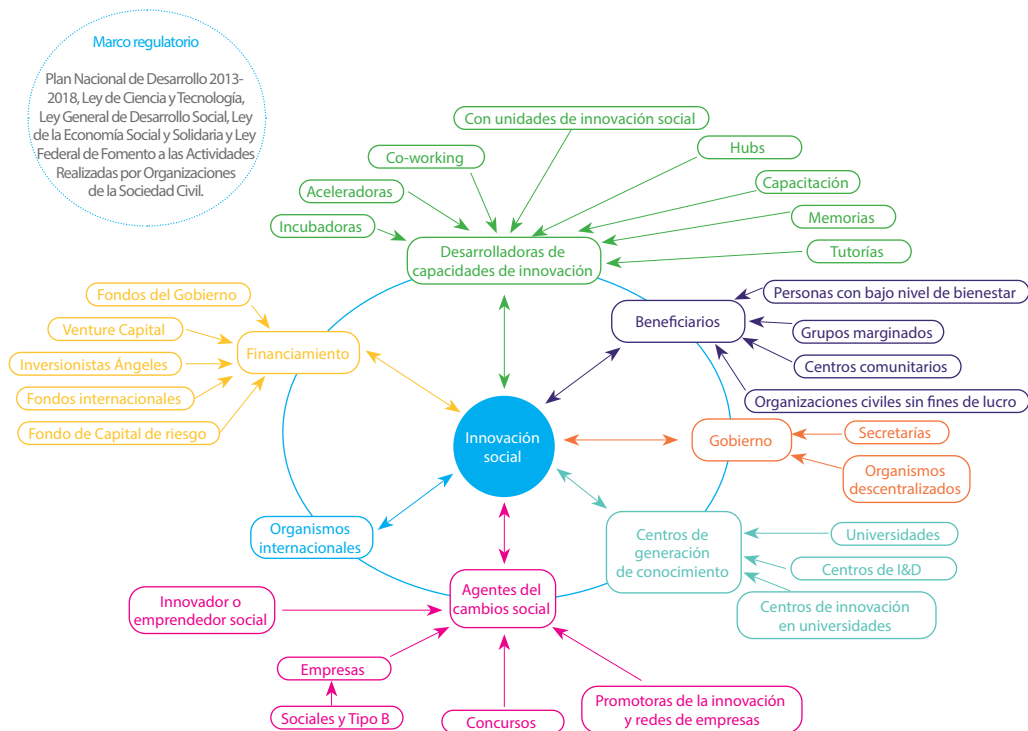 Marco regulatorio
Plan Nacional de Desarrollo 2013-
2018, Ley de Ciencia y Tecnología,
Ley General de Desarrollo Social, Ley
de la Economía Social y Solidaria y Ley
Federal de Fomento a las Actividades
Realizadas por Organizaciones
de la Sociedad Civil.
Con unidades de innovación social
Co-working
Hubs
Aceleradoras
Capacitación
Incubadoras
Memorias
Tutorías
Desarrolladoras de
capacidades de innovación
Fondos del Gobierno
Venture Capital
Inversionistas Ángeles
Fondos internacionales
Fondo de Capital de riesgo
Financiamiento
Beneficiarios
Personas con bajo nivel de bienestar
Grupos marginados
Centros comunitarios
Organizaciones civiles sin fines de lucro
Innovación
social
Gobierno
Secretarías
Organismos
descentralizados
Organismos
internacionales
Centros de
generación
de conocimiento
Universidades
Centros de I&D
Centros de innovación
en universidades
Agentes del
cambios social
Innovador o
emprendedor social
Empresas
Sociales y Tipo B
Concursos
Promotoras de la innovación
y redes de empresas